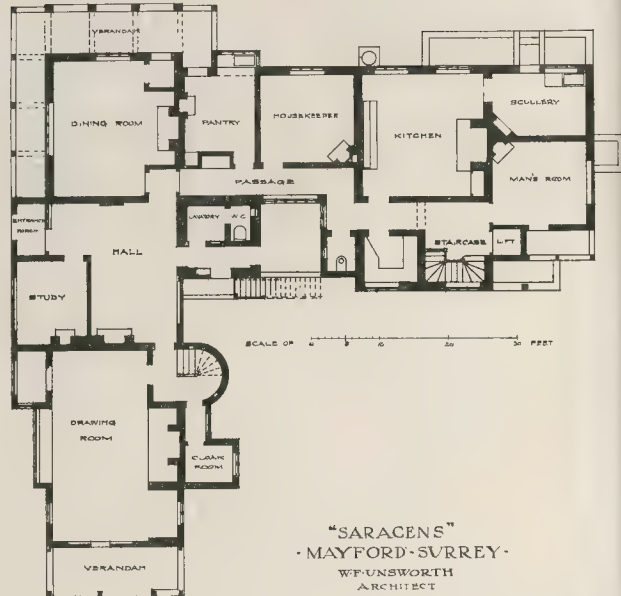 VERANDAH
DINING ROOM
PANTRY
HOUSEKEEPER
KITCHEN
SCULLERY
MAN'S ROOM
PASSAGE
ENTRANCE
PORCH
HALL
LAVATORY
W.C.
STAIRCASE
LIFT
STUDY
SCALE OF
10
20
30 FEET
DRAWING
ROOM
CLOAK
ROOM
VERANDAH
"SARACENS"
· MAYFORD · SURREY ·
W·F·UNSWORTH
ARCHITECT